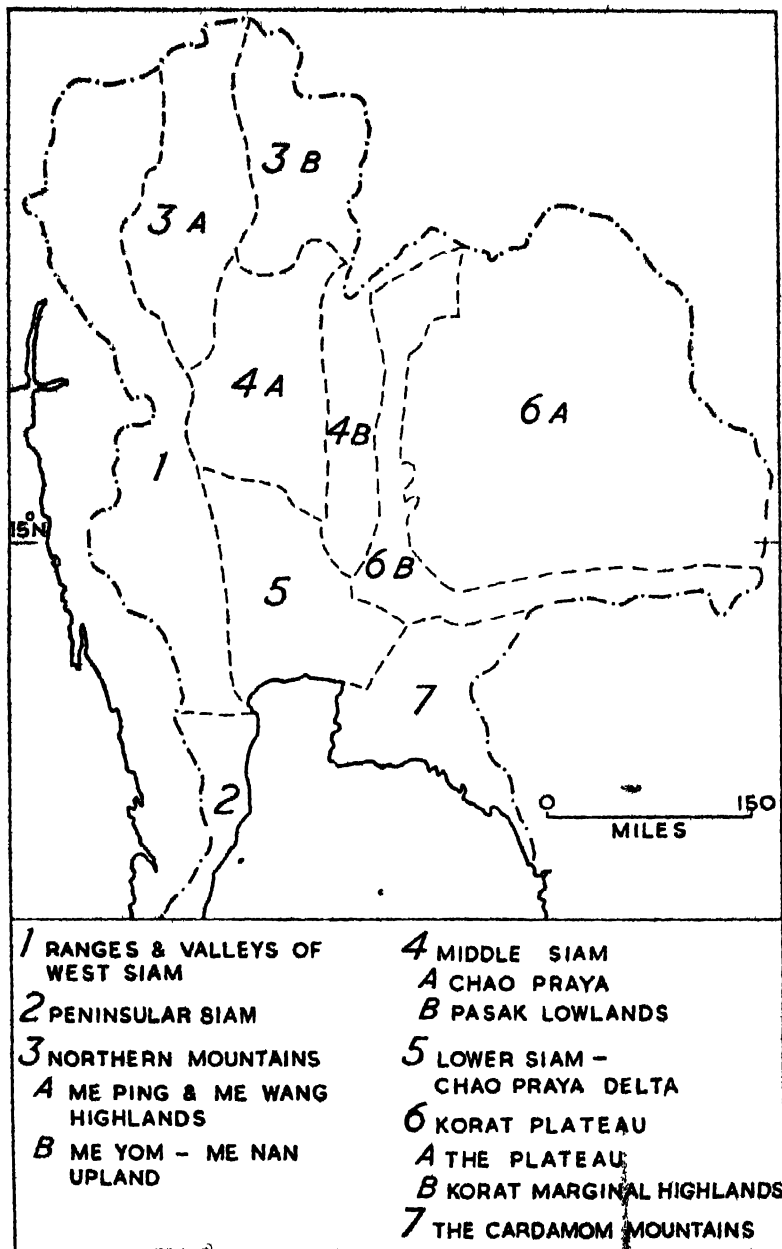 3 B
3 A
4 A
4B
6 A
1
15°N
6 B
5
7
2
0 150
MILES
1 RANGES & VALLEYS OF
WEST SIAM
2 PENINSULAR SIAM
3 NORTHERN MOUNTAINS
A ME PING & ME WANG
HIGHLANDS
B ME YOM - ME NAN
UPLAND
4 MIDDLE SIAM
A CHAO PRAYA
B PASAK LOWLANDS
5 LOWER SIAM -
CHAO PRAYA DELTA
6 KORAT PLATEAU
A THE PLATEAU
B KORAT MARGINAL HIGHLANDS
7 THE CARDAMOM MOUNTAINS